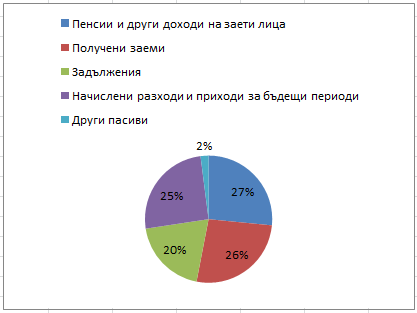 Пенсии и други доходи на заети лица
Получени заеми
Задължения
Начислени разходи и приходи за бъдещи периоди
Други пасиви
2%
27%
25%
20%
26%